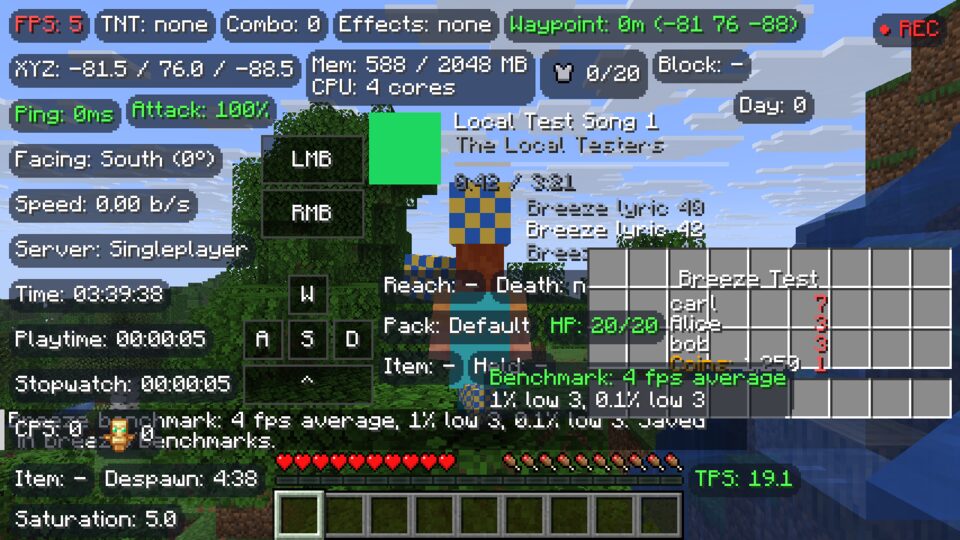 FPS: 5
TNT: none
Combo: 0
Effects: none
Waypoint: 0m (-81 76 -88)
● REC
XYZ: -81.5 / 76.0 / -88.5
Mem: 588 / 2048 MB
CPU: 4 cores
0/20
Block: -
Ping: 0ms
Attack: 100%
Day: 0
Local Test Song 1
The Local Testers
0:42 / 3:21
Facing: South (0°)
LMB
RMB
Speed: 0.00 b/s
Breeze lyric 40
Breeze lyric 42
Server: Singleplayer
Time: 03:39:38
W
A
S
D
^
Reach: -
Death: n
Breeze Test
carl 7
Alice 3
bob 3
Coins: 1,250 1
Playtime: 00:00:05
Pack: Default
HP: 20/20
Item: -
Held: -
Stopwatch: 00:00:05
Benchmark: 4 fps average
1% low 3, 0.1% low 3
Breeze benchmark: 4 fps average, 1% low 3, 0.1% low 3. Saved
in Breeze benchmarks.
CPS: 0
0
Item: -
Despawn: 4:38
TPS: 19.1
Saturation: 5.0